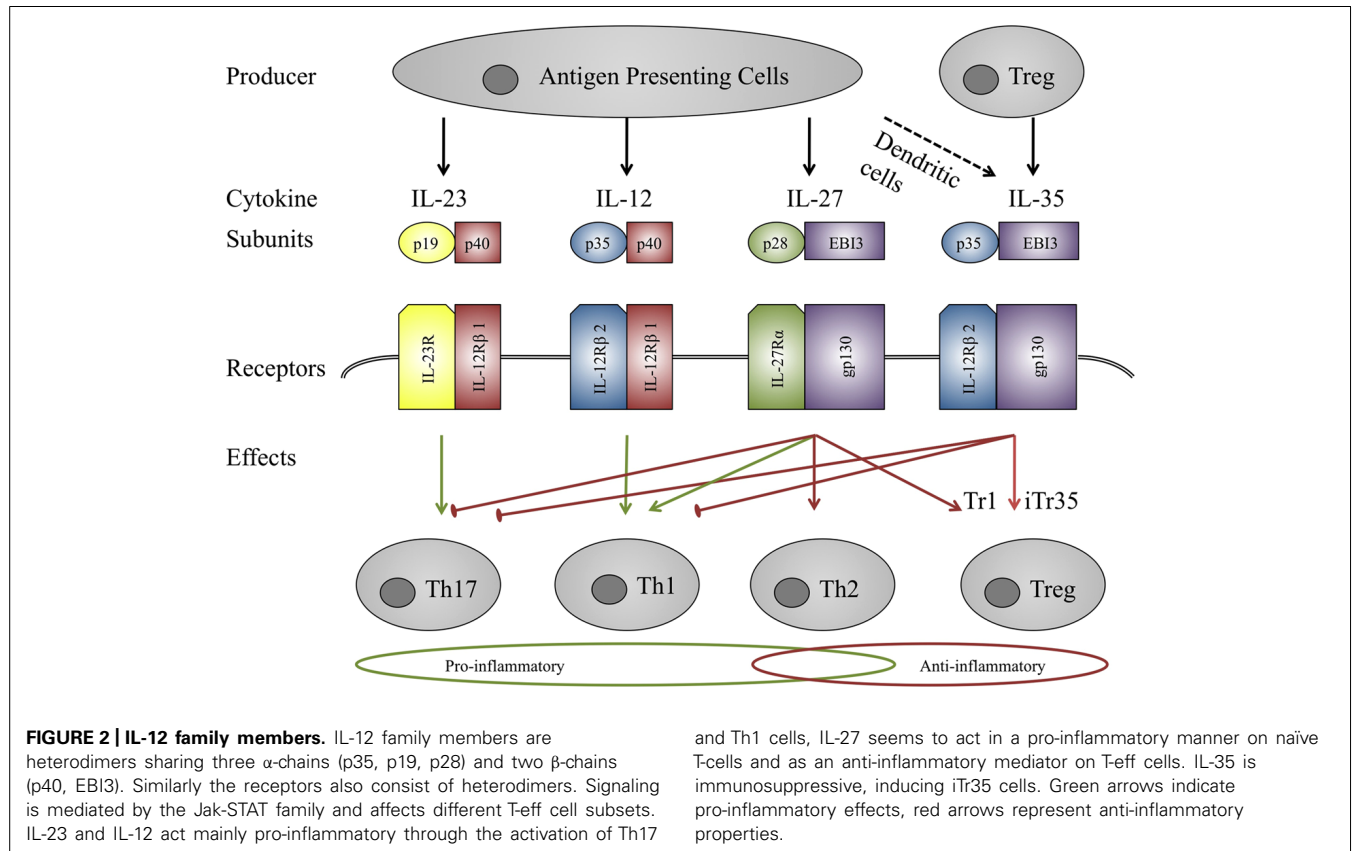 Producer
Antigen Presenting Cells
Treg
Dendritic
cells
Cytokine
IL-23
IL-12
IL-27
IL-35
Subunits
p19
p40
p35
p40
p28
EBI3
p35
EBI3
Receptors
IL-23R
IL-12Rβ 1
IL-12Rβ 2
IL-12Rβ 1
IL-27Rα
gp130
IL-12Rβ 2
gp130
Effects
Tr1
iTr35
Th17
Th1
Th2
Treg
Pro-inflammatory
Anti-inflammatory
FIGURE 2 | IL-12 family members. IL-12 family members are
heterodimers sharing three α-chains (p35, p19, p28) and two β-chains
(p40, EBI3). Similarly the receptors also consist of heterodimers. Signaling
is mediated by the Jak-STAT family and affects different T-eff cell subsets.
IL-23 and IL-12 act mainly pro-inflammatory through the activation of Th17
and Th1 cells, IL-27 seems to act in a pro-inflammatory manner on naïve
T-cells and as an anti-inflammatory mediator on T-eff cells. IL-35 is
immunosuppressive, inducing iTr35 cells. Green arrows indicate
pro-inflammatory effects, red arrows represent anti-inflammatory
properties.